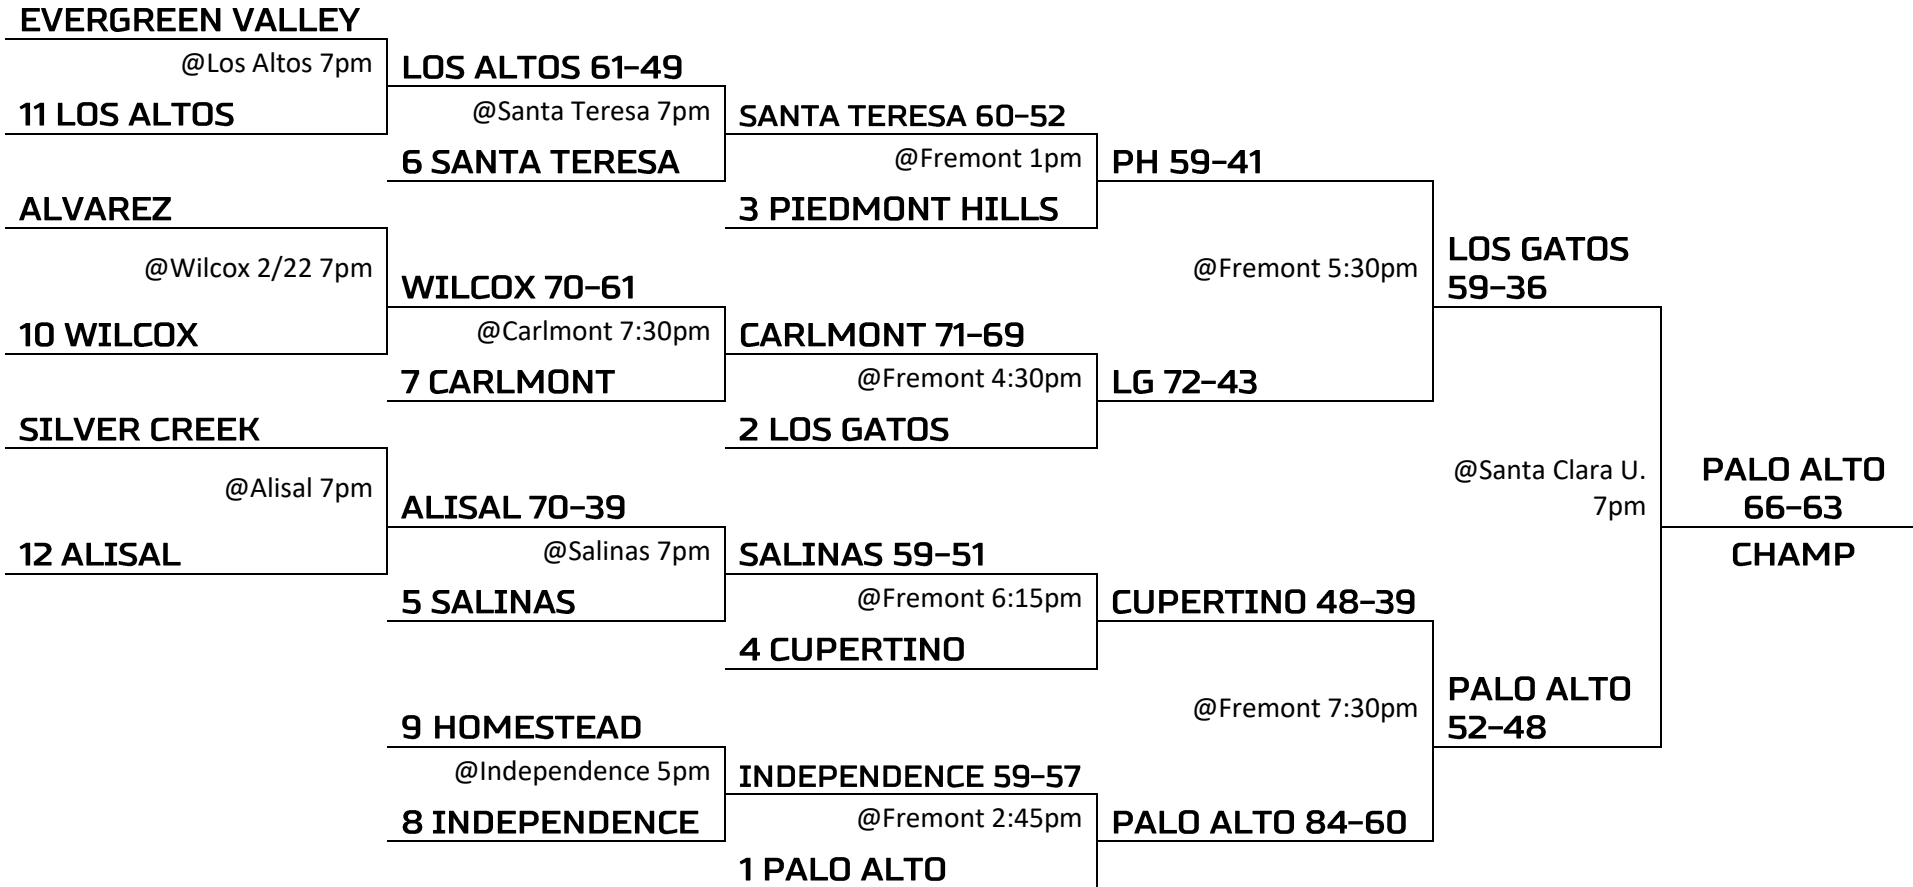 EVERGREEN VALLEY
@Los Altos 7pm
11 LOS ALTOS
LOS ALTOS 61-49
@Santa Teresa 7pm
6 SANTA TERESA
SANTA TERESA 60-52
@Fremont 1pm
3 PIEDMONT HILLS
PH 59-41
ALVAREZ
@Wilcox 2/22 7pm
10 WILCOX
WILCOX 70-61
@Carlmont 7:30pm
7 CARLMONT
CARLMONT 71-69
@Fremont 4:30pm
2 LOS GATOS
LG 72-43
@Fremont 5:30pm
LOS GATOS
59-36
SILVER CREEK
@Alisal 7pm
12 ALISAL
ALISAL 70-39
@Salinas 7pm
5 SALINAS
SALINAS 59-51
@Fremont 6:15pm
4 CUPERTINO
CUPERTINO 48-39
9 HOMESTEAD
@Independence 5pm
8 INDEPENDENCE
INDEPENDENCE 59-57
@Fremont 2:45pm
1 PALO ALTO
PALO ALTO 84-60
@Fremont 7:30pm
PALO ALTO
52-48
@Santa Clara U.
7pm
PALO ALTO
66-63
CHAMP